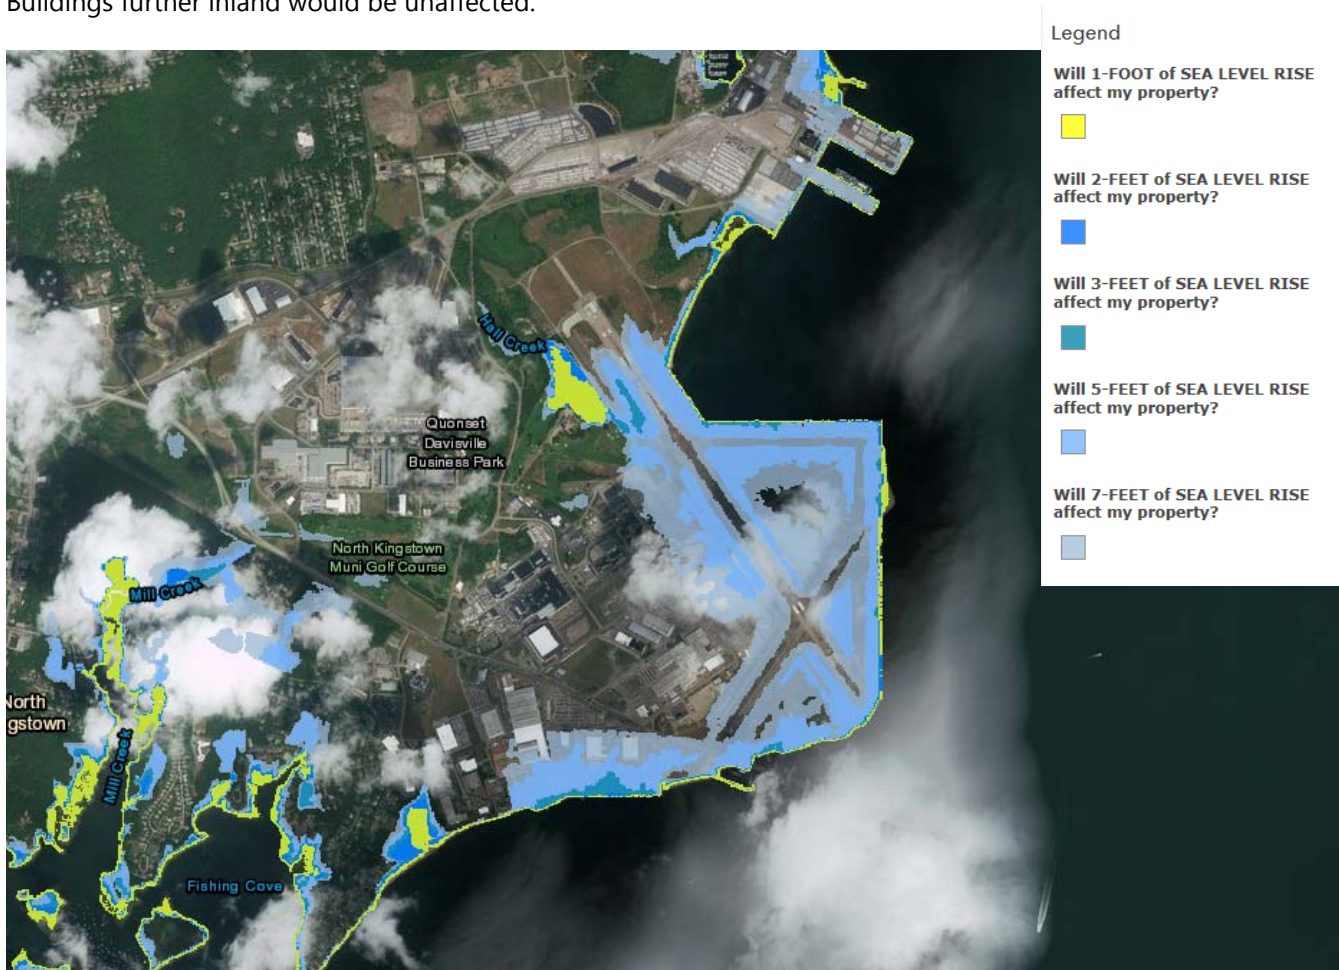 Buildings further inland would be unaffected.
Legend
Will 1-FOOT of SEA LEVEL RISE
affect my property?
Will 2-FEET of SEA LEVEL RISE
affect my property?
Will 3-FEET of SEA LEVEL RISE
affect my property?
Will 5-FEET of SEA LEVEL RISE
affect my property?
Will 7-FEET of SEA LEVEL RISE
affect my property?
Hall Creek
Quonset
Davisville
Business Park
North Kingstown
Muni Golf Course
Mill Creek
North
gstown
Mill Creek
Fishing Cove